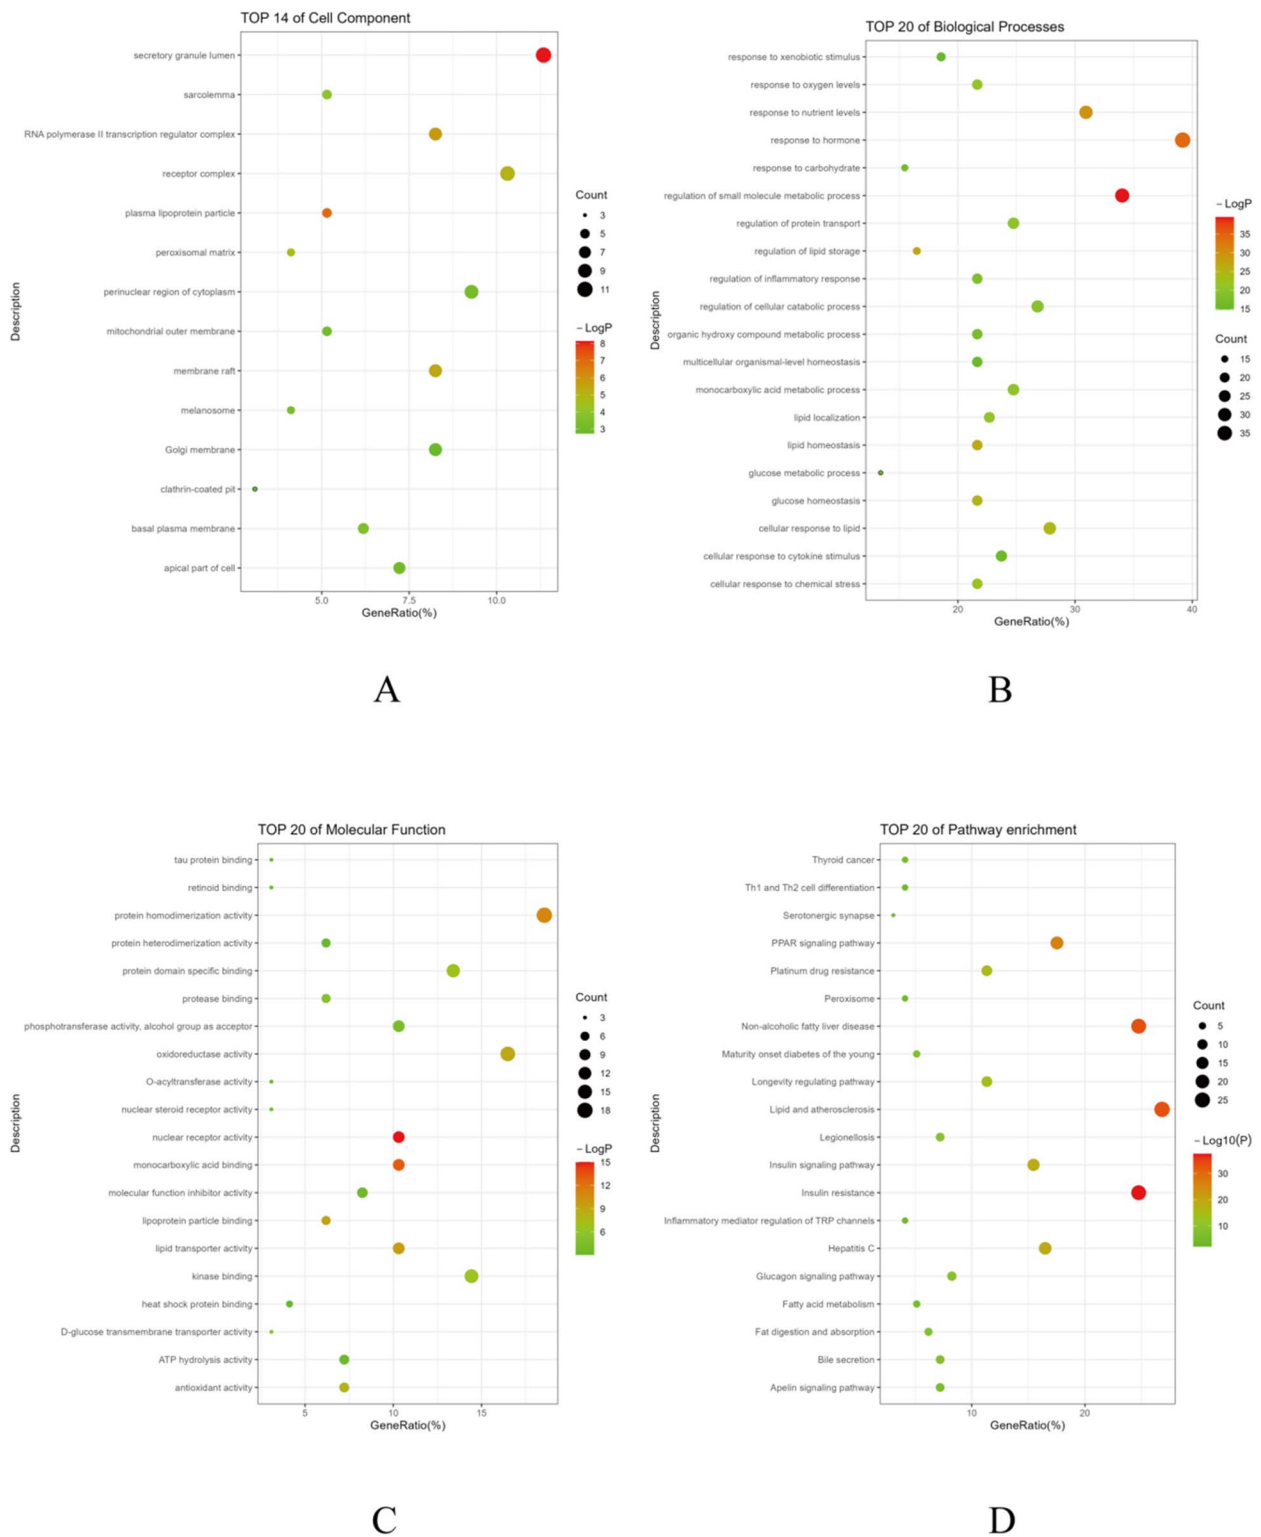 TOP 14 of Cell Component
secretory granule lumen
sarcolemma
RNA polymerase II transcription regulator complex
receptor complex
plasma lipoprotein particle
peroxisomal matrix
perinuclear region of cytoplasm
mitochondrial outer membrane
membrane raft
melanosome
Golgi membrane
clathrin-coated pit
basal plasma membrane
apical part of cell
Description
5.0 7.5 10.0
GeneRatio(%)
Count
3
5
7
9
11
−LogP
8
7
6
5
4
3
A
TOP 20 of Biological Processes
response to xenobiotic stimulus
response to oxygen levels
response to nutrient levels
response to hormone
response to carbohydrate
regulation of small molecule metabolic process
regulation of protein transport
regulation of lipid storage
regulation of inflammatory response
regulation of cellular catabolic process
organic hydroxy compound metabolic process
multicellular organismal-level homeostasis
monocarboxylic acid metabolic process
lipid localization
lipid homeostasis
glucose metabolic process
glucose homeostasis
cellular response to lipid
cellular response to cytokine stimulus
cellular response to chemical stress
Description
20 30 40
GeneRatio(%)
−LogP
35
30
25
20
15
Count
15
20
25
30
35
B
TOP 20 of Molecular Function
tau protein binding
retinoid binding
protein homodimerization activity
protein heterodimerization activity
protein domain specific binding
protease binding
phosphotransferase activity, alcohol group as acceptor
oxidoreductase activity
O-acyltransferase activity
nuclear steroid receptor activity
nuclear receptor activity
monocarboxylic acid binding
molecular function inhibitor activity
lipoprotein particle binding
lipid transporter activity
kinase binding
heat shock protein binding
D-glucose transmembrane transporter activity
ATP hydrolysis activity
antioxidant activity
Description
5 10 15
GeneRatio(%)
Count
3
6
9
12
15
18
−LogP
15
12
9
6
C
TOP 20 of Pathway enrichment
Thyroid cancer
Th1 and Th2 cell differentiation
Serotonergic synapse
PPAR signaling pathway
Platinum drug resistance
Peroxisome
Non-alcoholic fatty liver disease
Maturity onset diabetes of the young
Longevity regulating pathway
Lipid and atherosclerosis
Legionellosis
Insulin signaling pathway
Insulin resistance
Inflammatory mediator regulation of TRP channels
Hepatitis C
Glucagon signaling pathway
Fatty acid metabolism
Fat digestion and absorption
Bile secretion
Apelin signaling pathway
Description
10 20
GeneRatio(%)
Count
5
10
15
20
25
−Log10(P)
30
20
10
D